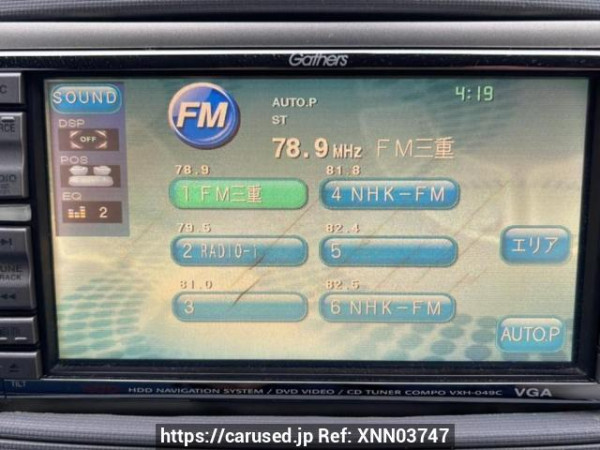 Gathers
SOUND
FM
AUTO.P
ST
4:19
DSP
OFF
78.9 MHz FM三重
POS
EQ
2
78.9
1 FM三重
81.8
4 NHK-FM
79.5
2 RADIO-i
82.4
5
エリア
81.0
3
82.5
6 NHK-FM
AUTO.P
TUNE
TRACK
TILT
HDD NAVIGATION SYSTEM / DVD VIDEO / CD TUNER COMPO VXH-049C VGA
https://carused.jp Ref: XNN03747